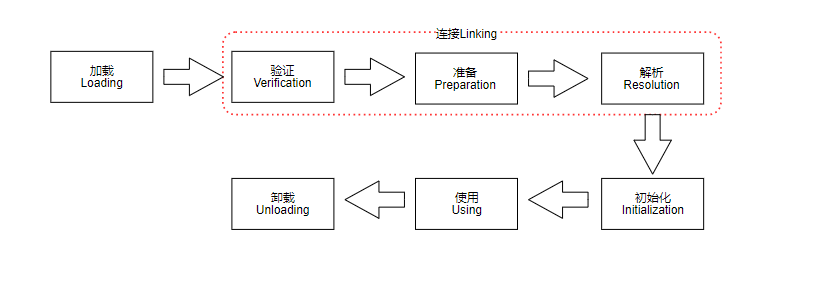 连接Linking
加载
Loading
验证
Verification
准备
Preparation
解析
Resolution
卸载
Unloading
使用
Using
初始化
Initialization